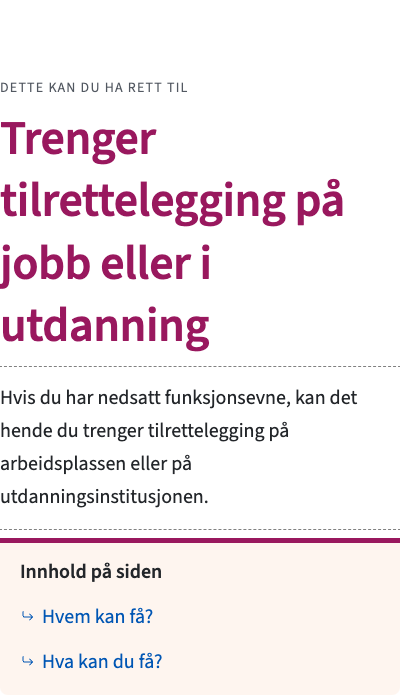 DETTE KAN DU HA RETT TIL
Trenger
tilrettelegging på
jobb eller i
utdanning
Hvis du har nedsatt funksjonsevne, kan det
hende du trenger tilrettelegging på
arbeidsplassen eller på
utdanningsinstitusjonen.
Innhold på siden
Hvem kan få?
Hva kan du få?